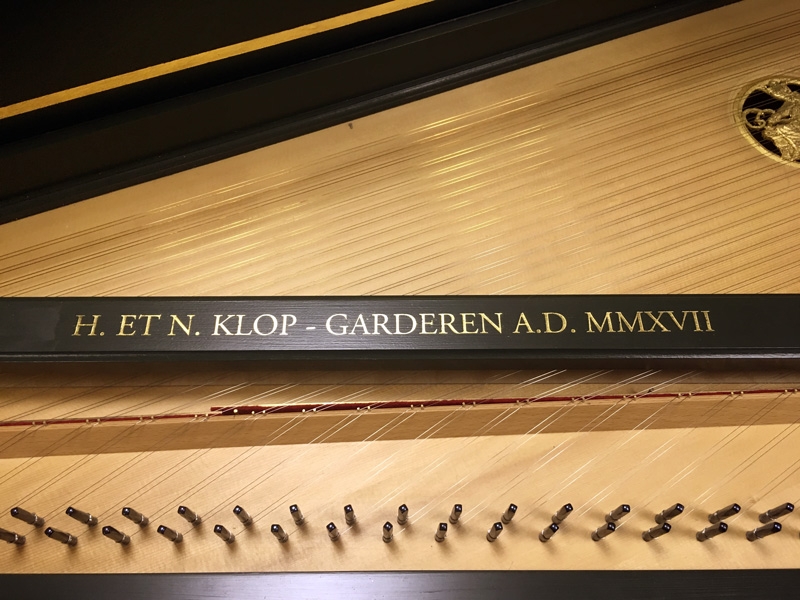 H. ET N. KLOP - GARDEREN A.D. MMXVII